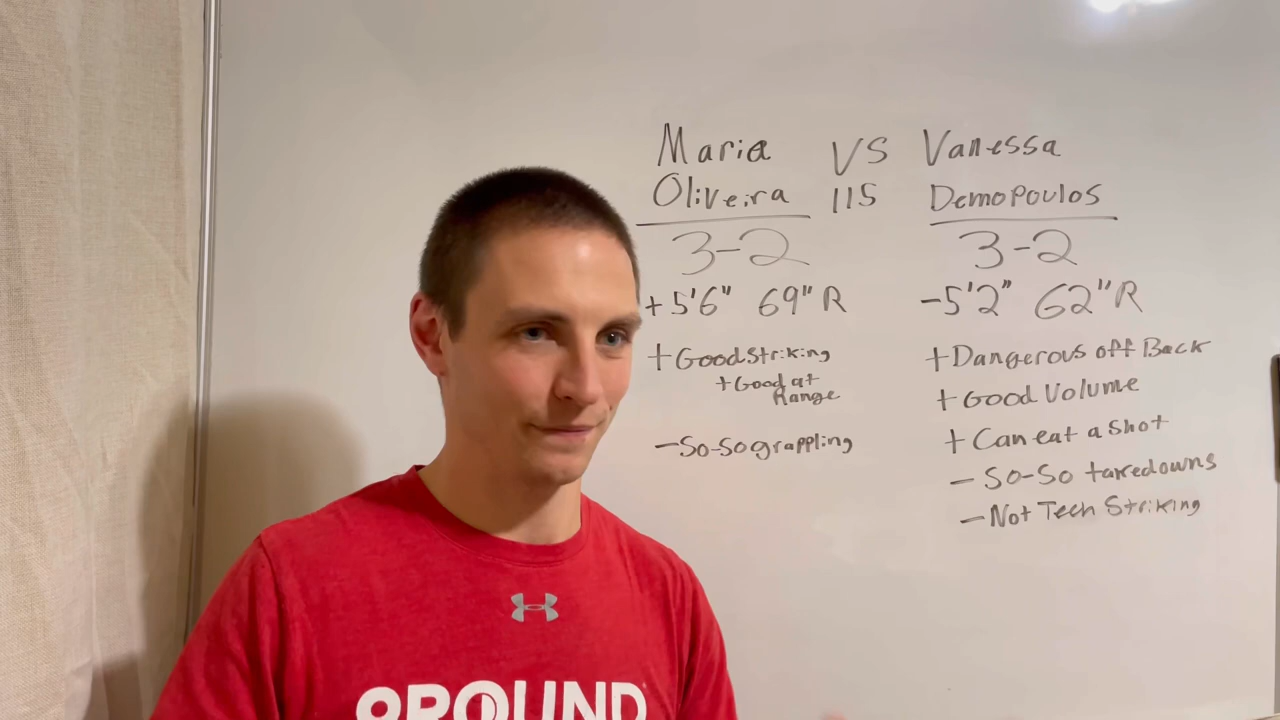 Maria VS Vanessa
Oliveira 115 Demopoulos
3-2 3-2
+5'6" 69" R -5'2" 62" R
+Good Striking +Dangerous off Back
+Good at Range +Good Volume
-So-So grappling +Can eat a Shot
-So-So takedowns
-Not Tech Striking
9ROUND